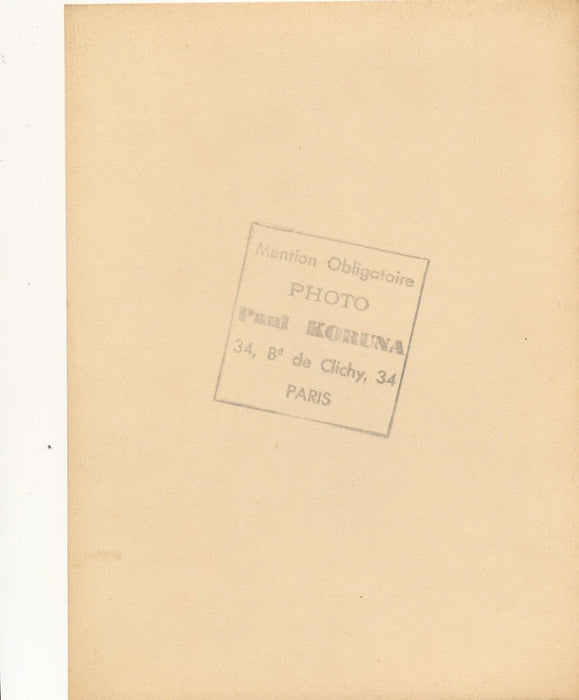 Mention Obligatoire
PHOTO
Paul KORUNA
34, Bd de Clichy, 34
PARIS